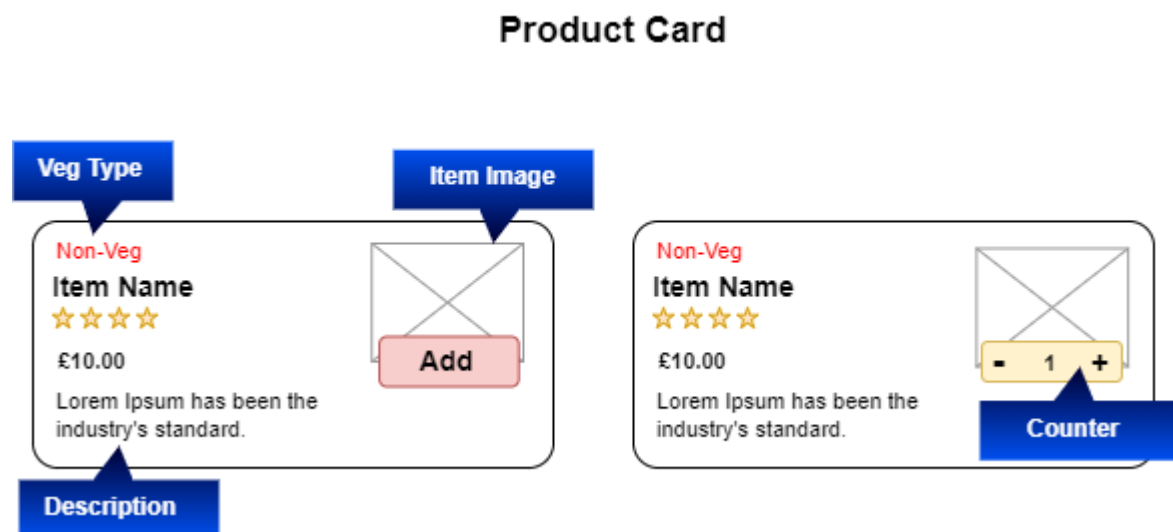 Product Card
Veg Type
Item Image
Non-Veg
Item Name
£10.00
Add
Lorem Ipsum has been the
industry's standard.
Description
Non-Veg
Item Name
£10.00
- 1 +
Lorem Ipsum has been the
industry's standard.
Counter